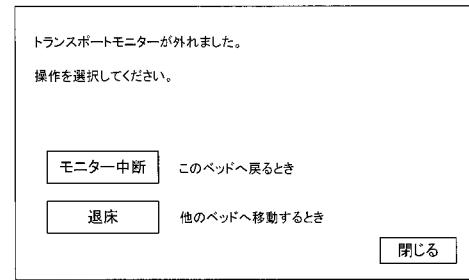 トランスポートモニターが外れました。
操作を選択してください。
モニター中断 このベッドへ戻るとき
退床 他のベッドへ移動するとき
閉じる